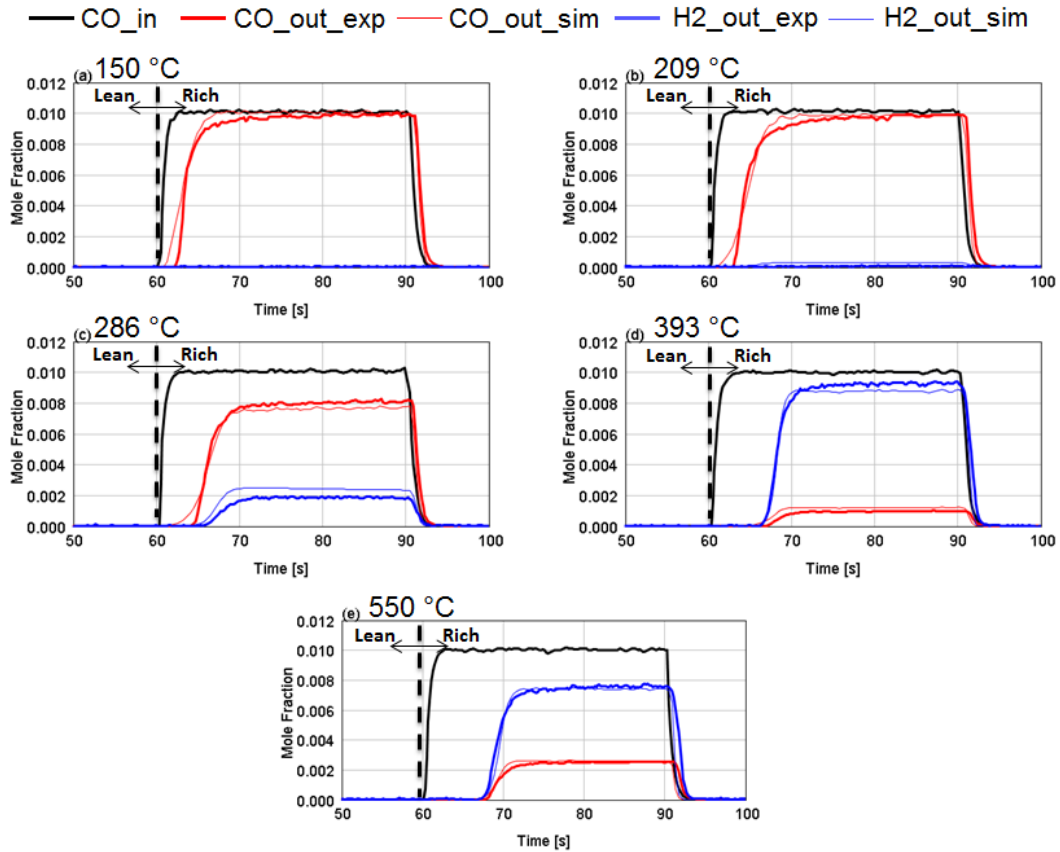 CO_in CO_out_exp CO_out_sim H2_out_exp H2_out_sim
(a) 150 °C
Lean Rich
0.012
0.010
0.008
0.006
0.004
0.002
0.000
Mole Fraction
50 60 70 80 90 100
Time [s]
(b) 209 °C
Lean Rich
0.012
0.010
0.008
0.006
0.004
0.002
0.000
Mole Fraction
50 60 70 80 90 100
Time [s]
(c) 286 °C
Lean Rich
0.012
0.010
0.008
0.006
0.004
0.002
0.000
Mole Fraction
50 60 70 80 90 100
Time [s]
(d) 393 °C
Lean Rich
0.012
0.010
0.008
0.006
0.004
0.002
0.000
Mole Fraction
50 60 70 80 90 100
Time [s]
(e) 550 °C
Lean Rich
0.012
0.010
0.008
0.006
0.004
0.002
0.000
Mole Fraction
50 60 70 80 90 100
Time [s]